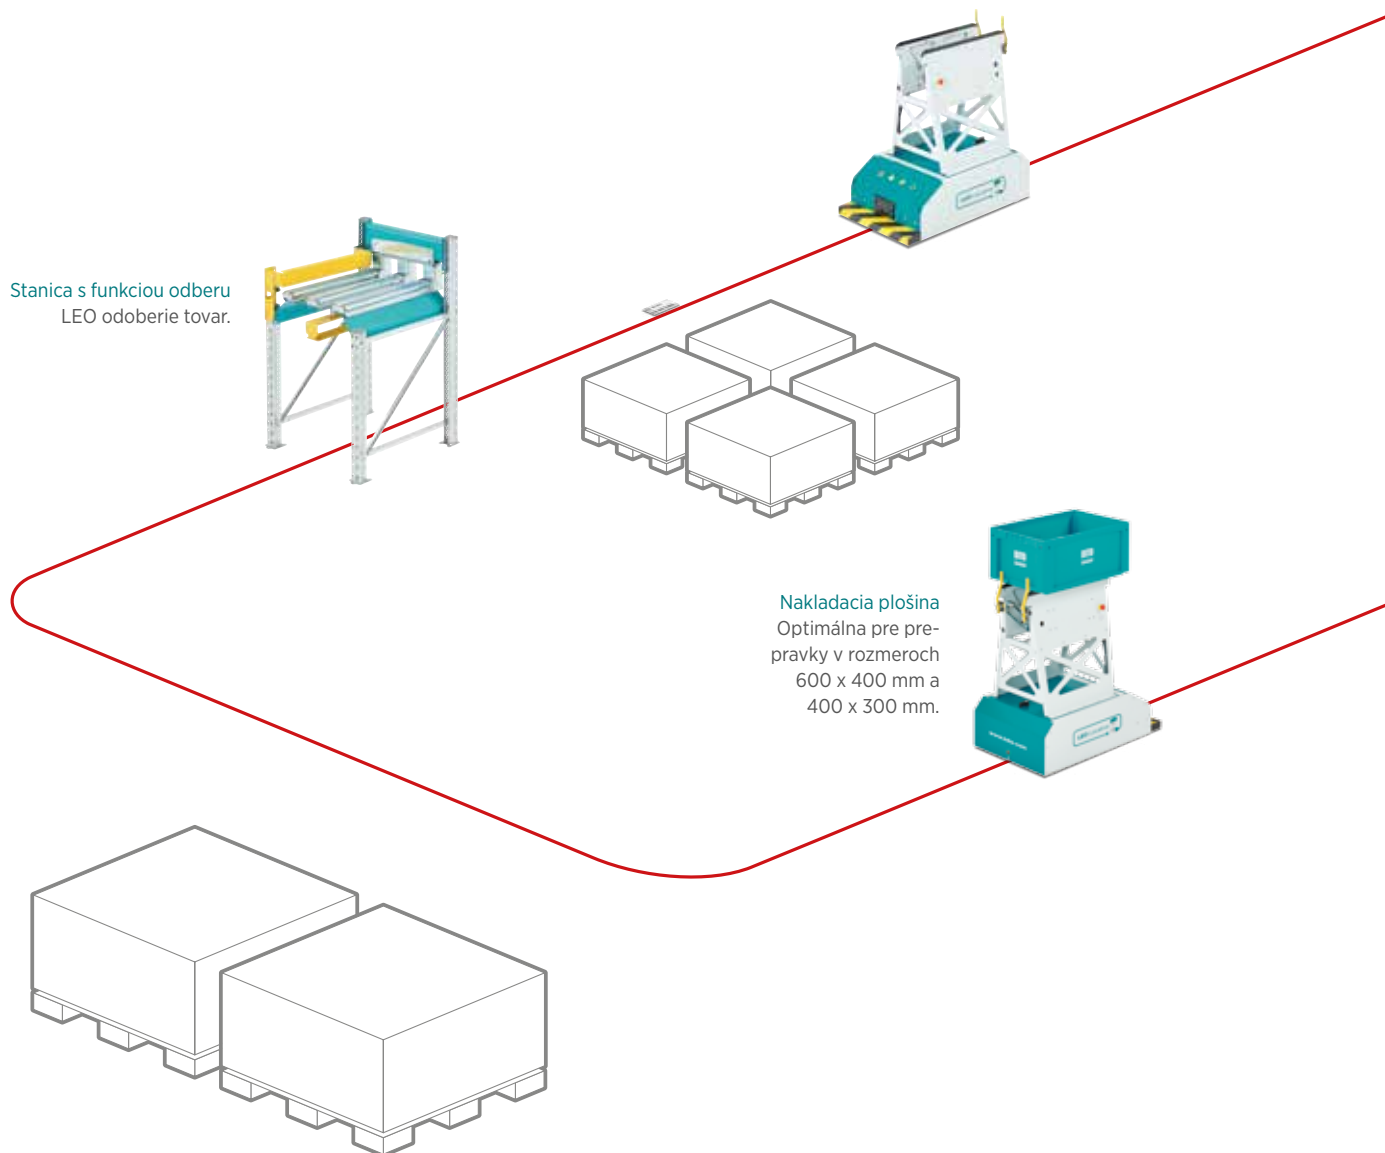 Stanica s funkciou odberu
LEO odoberie tovar.
Nakladacia plošina
Optimálna pre pre-
pravky v rozmeroch
600 x 400 mm a
400 x 300 mm.
LEO